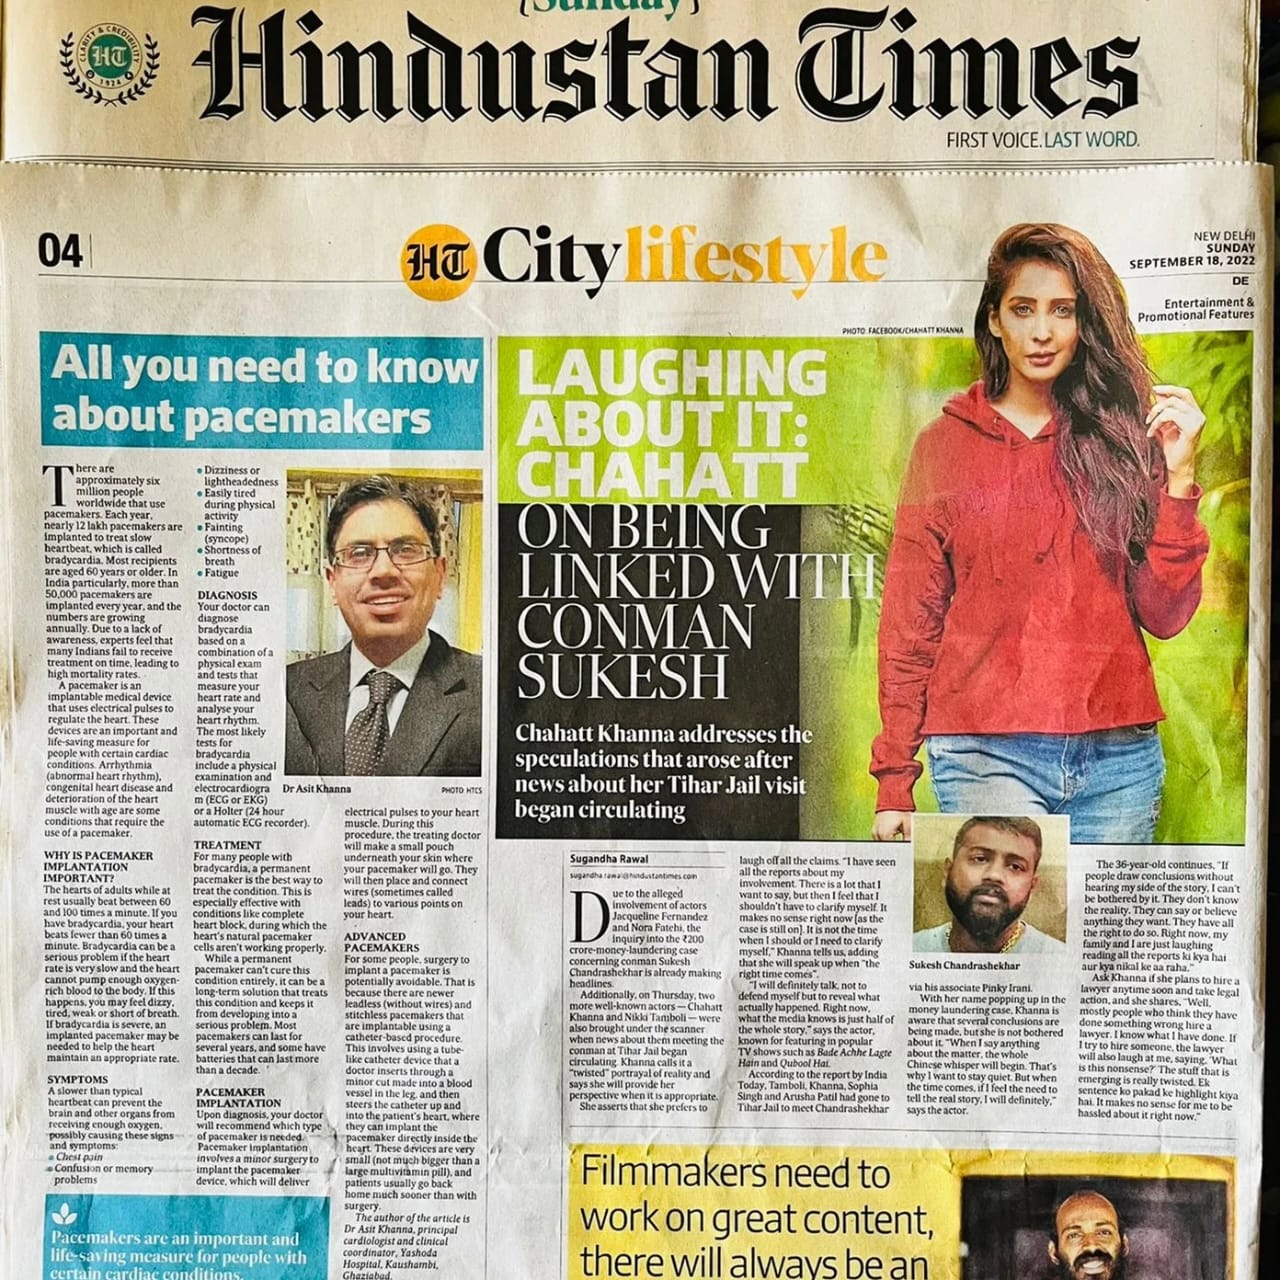 (Sunday)
Hindustan Times
CLARITY & CREDIBILITY
HT
1924
FIRST VOICE. LAST WORD.
04
HT City lifestyle
NEW DELHI
SUNDAY
SEPTEMBER 18, 2022
DE
Entertainment &
Promotional Features
All you need to know
about pacemakers
There are
approximately six
million people
worldwide that use
pacemakers. Each year,
nearly 12 lakh pacemakers are
implanted to treat slow
heartbeat, which is called
bradycardia. Most recipients
are aged 60 years or older. In
India particularly, more than
50,000 pacemakers are
implanted every year, and the
numbers are growing
annually. Due to a lack of
awareness, experts feel that
many Indians fail to receive
treatment on time, leading to
high mortality rates.
A pacemaker is an
implantable medical device
that uses electrical pulses to
regulate the heart. These
devices are an important and
life-saving measure for
people with certain cardiac
conditions. Arrhythmia
(abnormal heart rhythm),
congenital heart disease and
deterioration of the heart
muscle with age are some
conditions that require the
use of a pacemaker.
WHY IS PACEMAKER
IMPLANTATION
IMPORTANT?
The hearts of adults while at
rest usually beat between 60
and 100 times a minute. If you
have bradycardia, your heart
beats fewer than 60 times a
minute. Bradycardia can be a
serious problem if the heart
rate is very slow and the heart
cannot pump enough oxygen-
rich blood to the body. If this
happens, you may feel dizzy,
tired, weak or short of breath.
If bradycardia is severe, an
implanted pacemaker may be
needed to help the heart
maintain an appropriate rate.
SYMPTOMS
A slower than typical
heartbeat can prevent the
brain and other organs from
receiving enough oxygen,
possibly causing these signs
and symptoms:
• Chest pain
• Confusion or memory
problems
• Dizziness or
lightheadedness
• Easily tired
during physical
activity
• Fainting
(syncope)
• Shortness of
breath
• Fatigue
DIAGNOSIS
Your doctor can
diagnose
bradycardia
based on a
combination of a
physical exam
and tests that
measure your
heart rate and
analyse your
heart rhythm.
The most likely
tests for
bradycardia
include a physical
examination and
electrocardiogra
m (ECG or EKG)
or a Holter (24 hour
automatic ECG recorder).
TREATMENT
For many people with
bradycardia, a permanent
pacemaker is the best way to
treat the condition. This is
especially effective with
conditions like complete
heart block, during which the
heart's natural pacemaker
cells aren't working properly.
While a permanent
pacemaker can't cure this
condition entirely, it can be a
long-term solution that treats
this condition and keeps it
from developing into a
serious problem. Most
pacemakers can last for
several years, and some have
batteries that can last more
than a decade.
PACEMAKER
IMPLANTATION
Upon diagnosis, your doctor
will recommend which type
of pacemaker is needed.
Pacemaker implantation
involves a minor surgery to
implant the pacemaker
device, which will deliver
Dr Asit Khanna
PHOTO: HTCS
electrical pulses to your heart
muscle. During this
procedure, the treating doctor
will make a small pouch
underneath your skin where
your pacemaker will go. They
will then place and connect
wires (sometimes called
leads) to various points on
your heart.
ADVANCED
PACEMAKERS
For some people, surgery to
implant a pacemaker is
potentially avoidable. That is
because there are newer
leadless (without wires) and
stitchless pacemakers that
are implantable using a
catheter-based procedure.
This involves using a tube-
like catheter device that a
doctor inserts through a
minor cut made into a blood
vessel in the leg, and then
steers the catheter up and
into the patient's heart, where
they can implant the
pacemaker directly inside the
heart. These devices are very
small (not much bigger than a
large multivitamin pill), and
patients usually go back
home much sooner than with
surgery.
The author of the article is
Dr Asit Khanna, principal
cardiologist and clinical
coordinator, Yashoda
Hospital, Kaushambi,
Ghaziabad.
Pacemakers are an important and
life-saving measure for people with
certain cardiac conditions.
PHOTO: FACEBOOK/CHAHATT KHANNA
LAUGHING
ABOUT IT:
CHAHATT
ON BEING
LINKED WITH
CONMAN
SUKESH
Chahatt Khanna addresses the
speculations that arose after
news about her Tihar Jail visit
began circulating
Sugandha Rawal
sugandha.rawal@hindustantimes.com
Due to the alleged
involvement of actors
Jacqueline Fernandez
and Nora Fatehi, the
inquiry into the ₹200
crore-money-laundering case
concerning conman Sukesh
Chandrashekhar is already making
headlines.
Additionally, on Thursday, two
more well-known actors — Chahatt
Khanna and Nikki Tamboli — were
also brought under the scanner
when news about them meeting the
conman at Tihar Jail began
circulating. Khanna calls it a
"twisted" portrayal of reality and
says she will provide her
perspective when it is appropriate.
She asserts that she prefers to
laugh off all the claims. "I have seen
all the reports about my
involvement. There is a lot that I
want to say, but then I feel that I
shouldn't have to clarify myself. It
makes no sense right now [as the
case is still on]. It is not the time
when I should or I need to clarify
myself," Khanna tells us, adding
that she will speak up when "the
right time comes".
"I will definitely talk, not to
defend myself but to reveal what
actually happened. Right now,
what the media knows is just half of
the whole story," says the actor,
known for featuring in popular
TV shows such as Bade Achhe Lagte
Hain and Qubool Hai.
According to the report by India
Today, Tamboli, Khanna, Sophia
Singh and Arusha Patil had gone to
Tihar Jail to meet Chandrashekhar
Sukesh Chandrashekhar
via his associate Pinky Irani.
With her name popping up in the
money laundering case, Khanna is
aware that several conclusions are
being made, but she is not bothered
about it. "When I say anything
about the matter, the whole
Chinese whisper will begin. That's
why I want to stay quiet. But when
the time comes, if I feel the need to
tell the real story, I will definitely,"
says the actor.
The 36-year-old continues, "If
people draw conclusions without
hearing my side of the story, I can't
be bothered by it. They don't know
the reality. They can say or believe
anything they want. They have all
the right to do so. Right now, my
family and I are just laughing
reading all the reports ki kya hai
aur kya nikal ke aa raha."
Ask Khanna if she plans to hire a
lawyer anytime soon and take legal
action, and she shares, "Well,
mostly people who think they have
done something wrong hire a
lawyer. I know what I have done. If
I try to hire someone, the lawyer
will also laugh at me, saying, 'What
is this nonsense?' The stuff that is
emerging is really twisted. Ek
sentence ko pakad ke highlight kiya
hai. It makes no sense for me to be
hassled about it right now."
Filmmakers need to
work on great content,
there will always be an